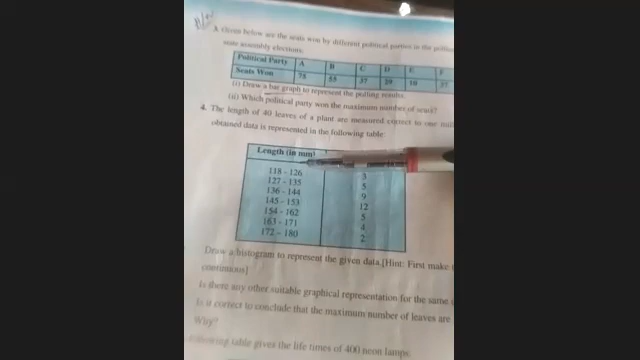 3. Given below are the seats won by different political parties in the polling
state assembly elections:
Political Party A B C D E F
Seats Won 75 55 37 29 10 37
(i) Draw a bar graph to represent the polling results.
(ii) Which political party won the maximum number of seats?
4. The length of 40 leaves of a plant are measured correct to one
obtained data is represented in the following table:
Length (in mm)
118 - 126 3
127 - 135 5
136 - 144 9
145 - 153 12
154 - 162 5
163 - 171 4
172 - 180 2
Draw a histogram to represent the given data. [Hint: First make
continuous]
Is there any other suitable graphical representation for the same
Is it correct to conclude that the maximum number of leaves are
Why?
following table gives the life times of 400 neon lamps